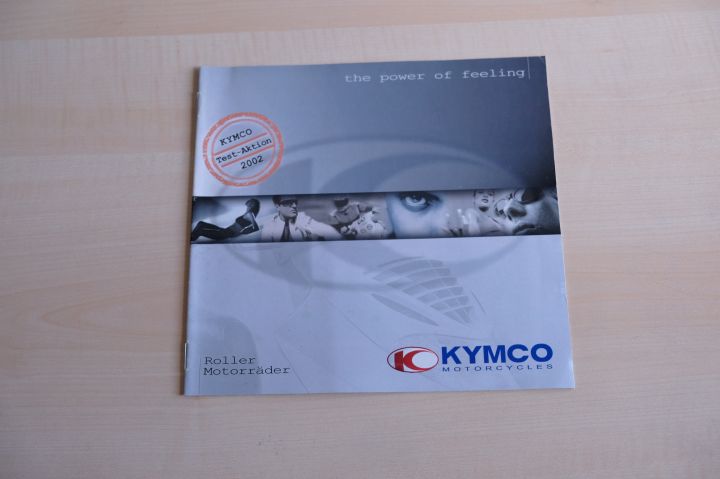 the power of feeling
KYMCO
Test-Aktion
2002
Roller
Motorräder
KYMCO
MOTORCYCLES